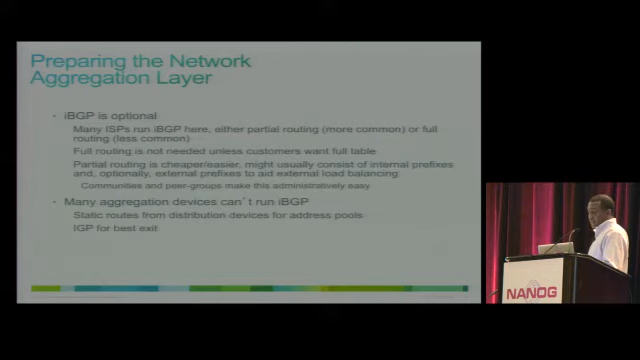 Preparing the Network
Aggregation Layer
• iBGP is optional
Many ISPs run iBGP here, either partial routing (more common) or full
routing (less common)
Full routing is not needed unless customers want full table
Partial routing is cheaper/easier, might usually consist of internal prefixes
and, optionally, external prefixes to aid external load balancing:
Communities and peer-groups make this administratively easy
• Many aggregation devices can't run iBGP
Static routes from distribution devices for address pools
IGP for best exit
NANOG